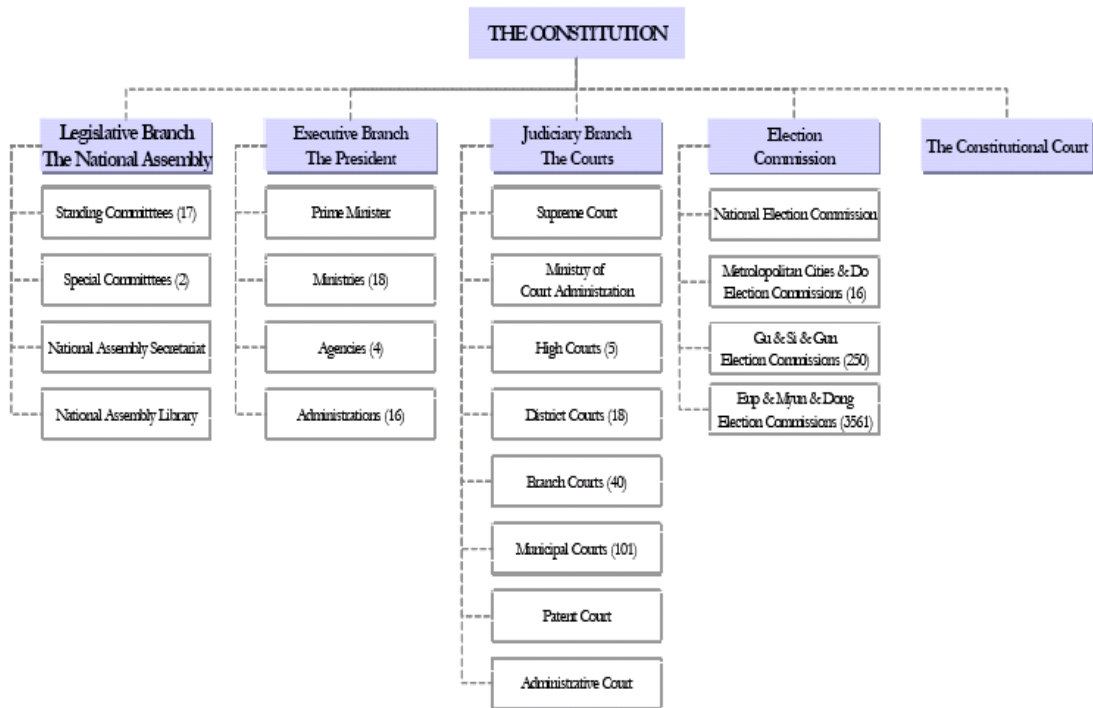 THE CONSTITUTION
Legislative Branch
The National Assembly
Standing Committtees (17)
Special Committtees (2)
National Assembly Secretariat
National Assembly Library
Executive Branch
The President
Prime Minister
Ministries (18)
Agencies (4)
Administrations (16)
Judiciary Branch
The Courts
Supreme Court
Ministry of
Court Administration
High Courts (5)
District Courts (18)
Branch Courts (40)
Municipal Courts (101)
Patent Court
Administrative Court
Election
Commission
National Election Commission
Metrolopolitan Cities & Do
Election Commissions (16)
Gu & Si & Gun
Election Commissions (250)
Eup & Myun & Dong
Election Commissions (3561)
The Constitutional Court